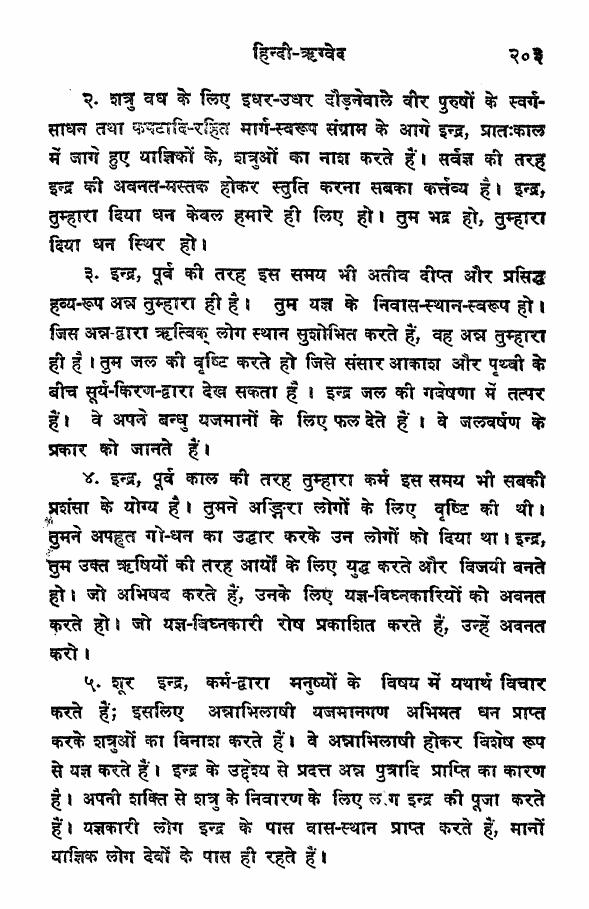 हिन्दी-ऋग्वेद २०३
२. शत्रु वध के लिए इधर-उधर दौड़नेवाले वीर पुरुषों के स्वर्ग-
साधन तथा कपटादि-रहित मार्ग-स्वरूप संग्राम के आगे इन्द्र, प्रातःकाल
में जागे हुए याज्ञिकों के, शत्रुओं का नाश करते हैं। सर्वज्ञ की तरह
इन्द्र की अवनत-मस्तक होकर स्तुति करना सबका कर्त्तव्य है। इन्द्र,
तुम्हारा दिया धन केवल हमारे ही लिए हो। तुम भद्र हो, तुम्हारा
दिया धन स्थिर हो।
३. इन्द्र, पूर्व की तरह इस समय भी अतीव दीप्त और प्रसिद्ध
हव्य-रूप अन्न तुम्हारा ही है। तुम यज्ञ के निवास-स्थान-स्वरूप हो।
जिस अन्न-द्वारा ऋत्विक् लोग स्थान सुशोभित करते हैं, वह अन्न तुम्हारा
ही है। तुम जल की वृष्टि करते हो जिसे संसार आकाश और पृथ्वी के
बीच सूर्य-किरण-द्वारा देख सकता है। इन्द्र जल की गवेषणा में तत्पर
हैं। वे अपने बन्धु यजमानों के लिए फल देते हैं। वे जलवर्षण के
प्रकार को जानते हैं।
४. इन्द्र, पूर्व काल की तरह तुम्हारा कर्म इस समय भी सबकी
प्रशंसा के योग्य है। तुमने अङ्गिरा लोगों के लिए वृष्टि की थी।
तुमने अपहृत गो-धन का उद्धार करके उन लोगों को दिया था। इन्द्र,
तुम उक्त ऋषियों की तरह आर्यों के लिए युद्ध करते और विजयी बनते
हो। जो अभिषव करते हैं, उनके लिए यज्ञ-विघ्नकारियों को अवनत
करते हो। जो यज्ञ-विघ्नकारी रोष प्रकाशित करते हैं, उन्हें अवनत
करो।
५. शूर इन्द्र, कर्म-द्वारा मनुष्यों के विषय में यथार्थ विचार
करते हैं; इसलिए अन्नाभिलाषी यजमानगण अभिमत धन प्राप्त
करके शत्रुओं का विनाश करते हैं। वे अन्नाभिलाषी होकर विशेष रूप
से यज्ञ करते हैं। इन्द्र के उद्देश्य से प्रदत्त अन्न पुत्रादि प्राप्ति का कारण
है। अपनी शक्ति से शत्रु के निवारण के लिए लोग इन्द्र की पूजा करते
हैं। यज्ञकारी लोग इन्द्र के पास वास-स्थान प्राप्त करते हैं, मानों
याज्ञिक लोग देवों के पास ही रहते हैं।